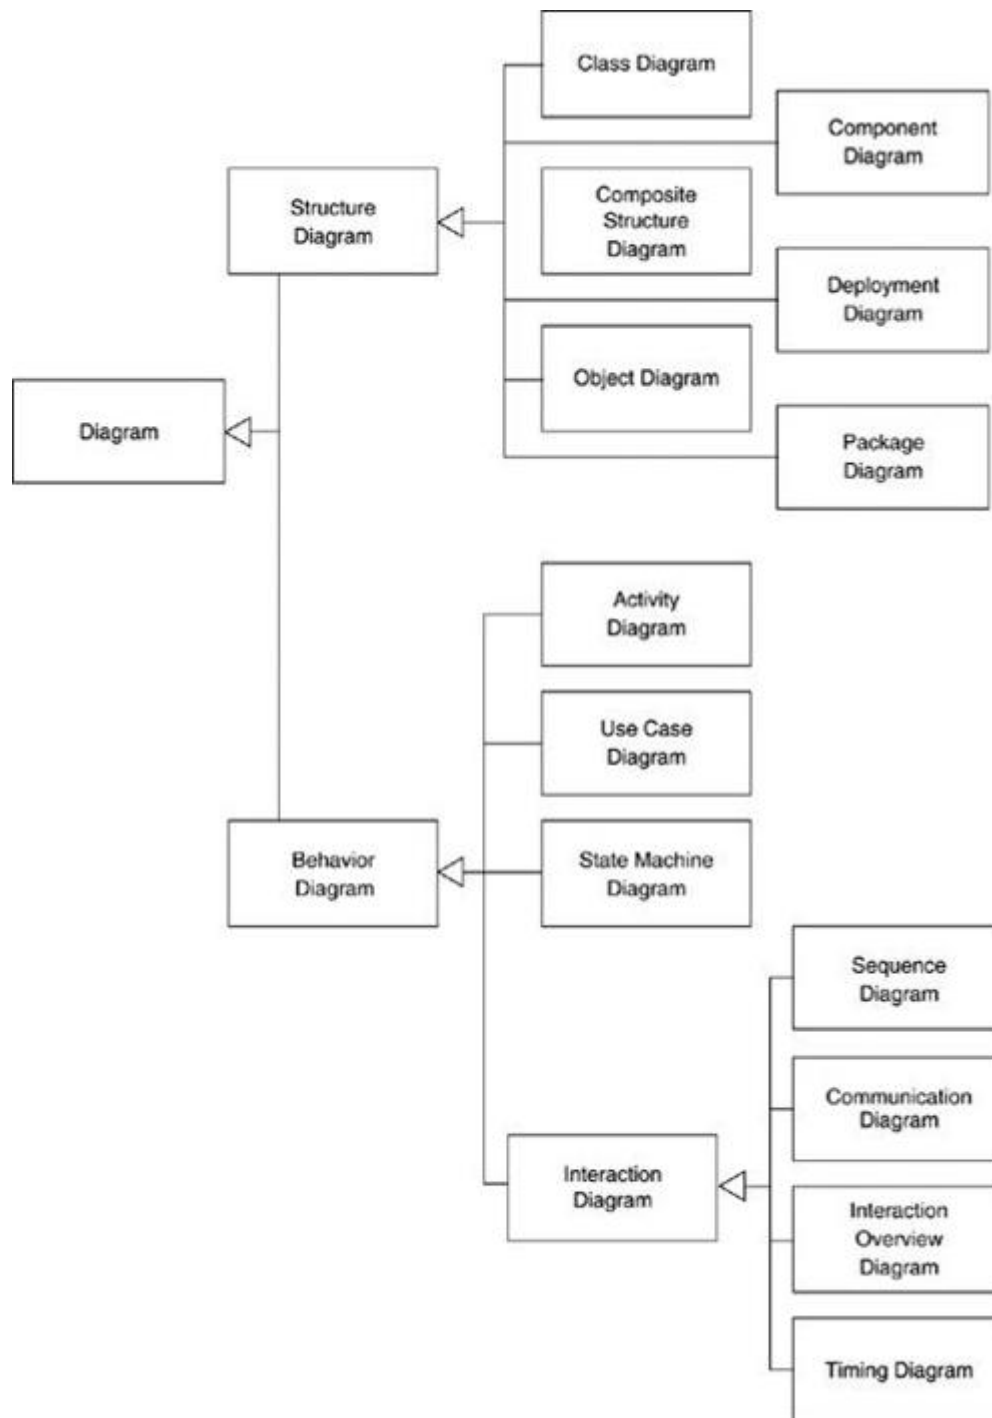 Class Diagram
Component
Diagram
Structure
Diagram
Composite
Structure
Diagram
Deployment
Diagram
Object Diagram
Diagram
Package
Diagram
Activity
Diagram
Use Case
Diagram
Behavior
Diagram
State Machine
Diagram
Sequence
Diagram
Communication
Diagram
Interaction
Diagram
Interaction
Overview
Diagram
Timing Diagram